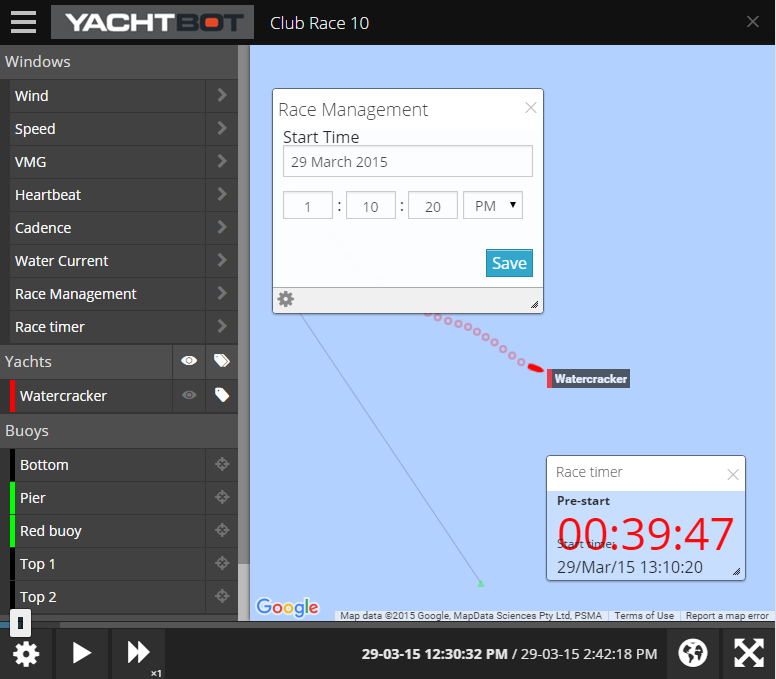 YACHTBOT
Club Race 10
Windows
Wind
Speed
VMG
Heartbeat
Cadence
Water Current
Race Management
Race timer
Yachts
Watercracker
Buoys
Bottom
Pier
Red buoy
Top 1
Top 2
Race Management
Start Time
29 March 2015
1 : 10 : 20 PM
Save
Watercracker
Race timer
Pre-start
00:39:47
Start time:
29/Mar/15 13:10:20
Google
Map data ©2015 Google, MapData Sciences Pty Ltd, PSMA Terms of Use Report a map error
x1
29-03-15 12:30:32 PM / 29-03-15 2:42:18 PM